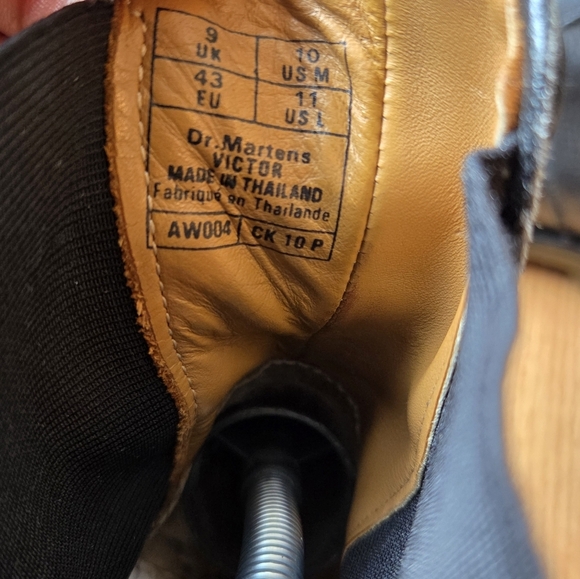 9 UK 10 US M
43 EU 11 US L
Dr. Martens
VICTOR
MADE IN THAILAND
Fabriqué en Thaïlande
AW004 CK 10 P